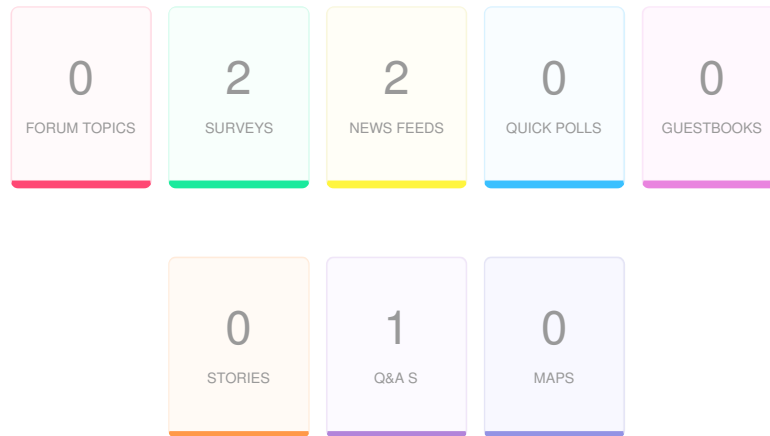 0 2 2 0 0
FORUM TOPICS SURVEYS NEWS FEEDS QUICK POLLS GUESTBOOKS
0 1 0
STORIES Q&A S MAPS